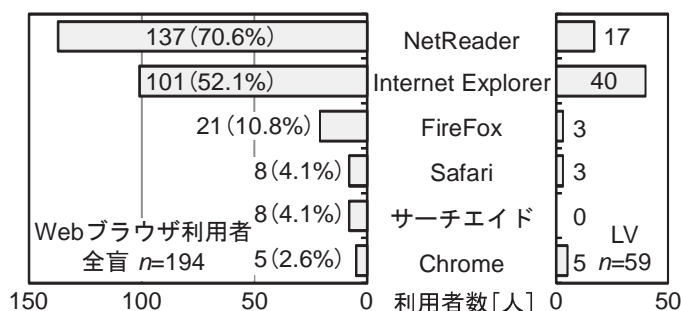 137(70.6%) NetReader 17
101(52.1%) Internet Explorer 40
21(10.8%) FireFox 3
8(4.1%) Safari 3
8(4.1%) サーチエイド 0
Webブラウザ利用者 LV
全盲 n=194 5(2.6%) Chrome 5 n=59
150 100 50 0 利用者数[人] 0 50 100